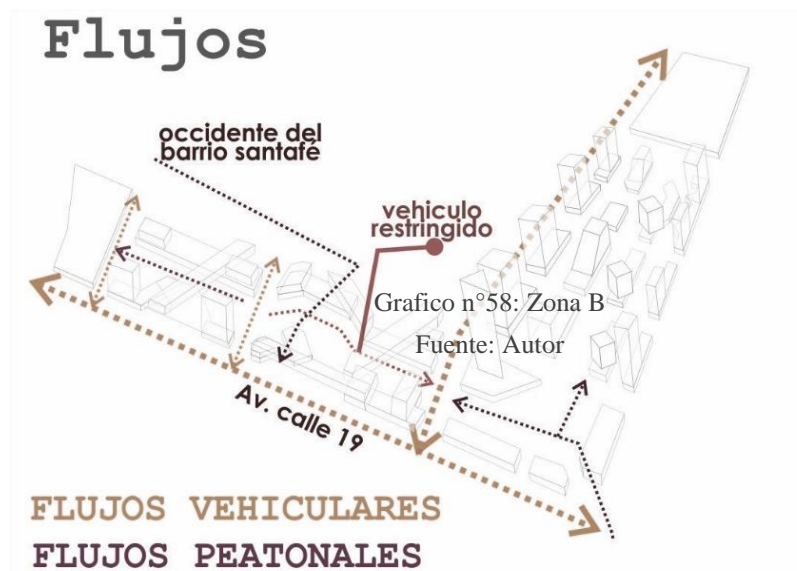 Flujos
occidente del
barrio santafé
vehiculo
restringido
Grafico n°58: Zona B
Fuente: Autor
Av. calle 19
FLUJOS VEHICULARES
FLUJOS PEATONALES